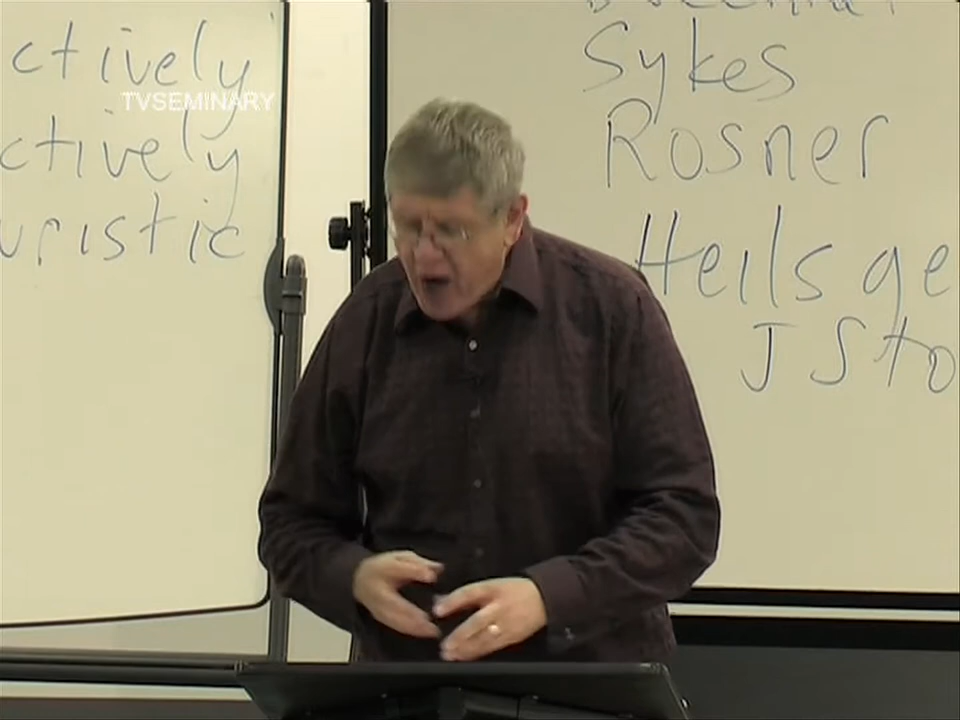 ctively
TVSEMINARY
ctively
uristic
Sykes
Rosner
Heilsge
J Sto